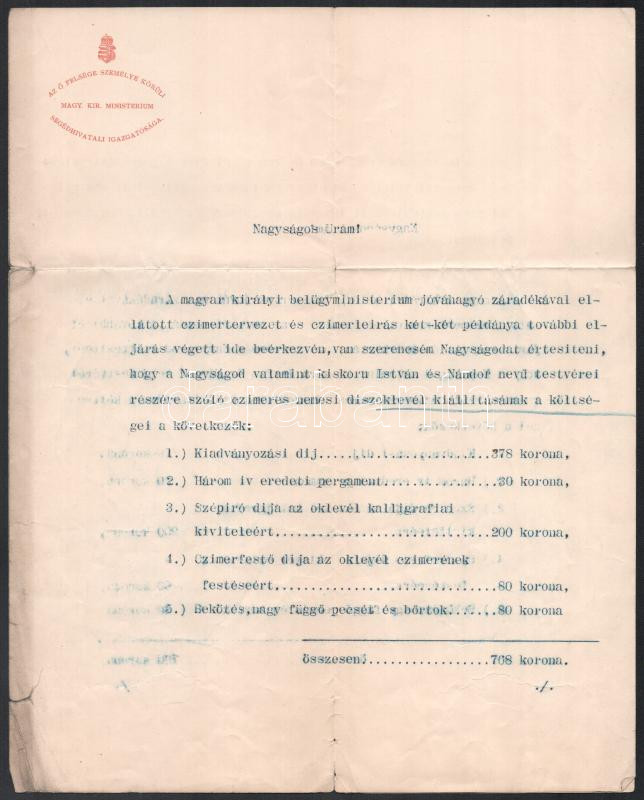 AZ Ő FELSÉGE SZEMÉLYE KÖRÜLI
MAGY. KIR. MINISTERIUM
SEGÉDHIVATALI IGAZGATÓSÁGA.
Nagyságos Uram!
A magyar királyi belügyministerium jóváhagyó záradékával el-
látott czimertervezet és czimerleirás két-két példánya további el-
járás végett ide beérkezvén,van szerencsém Nagyságodat értesiteni,
hogy a Nagyságod valamint kiskoru István és Nándor nevü testvérei
részére szóló czimeres nemesi diszeklevél kiállitásának a költsé-
gei a következők:
1.) Kiadványozási dij...................378 korona,
2.) Három iv eredeti pergament..............30 korona,
3.) Szépiró dija az oklevél kalligrafiai
kiviteleért.........................200 korona,
4.) Czimerfestő dija az oklevél czimerének
festéseért............................80 korona,
5.) Bekötés,nagy függő pecsét és bőrtok......80 korona
összesen:...............768 korona.
./.
darabanth